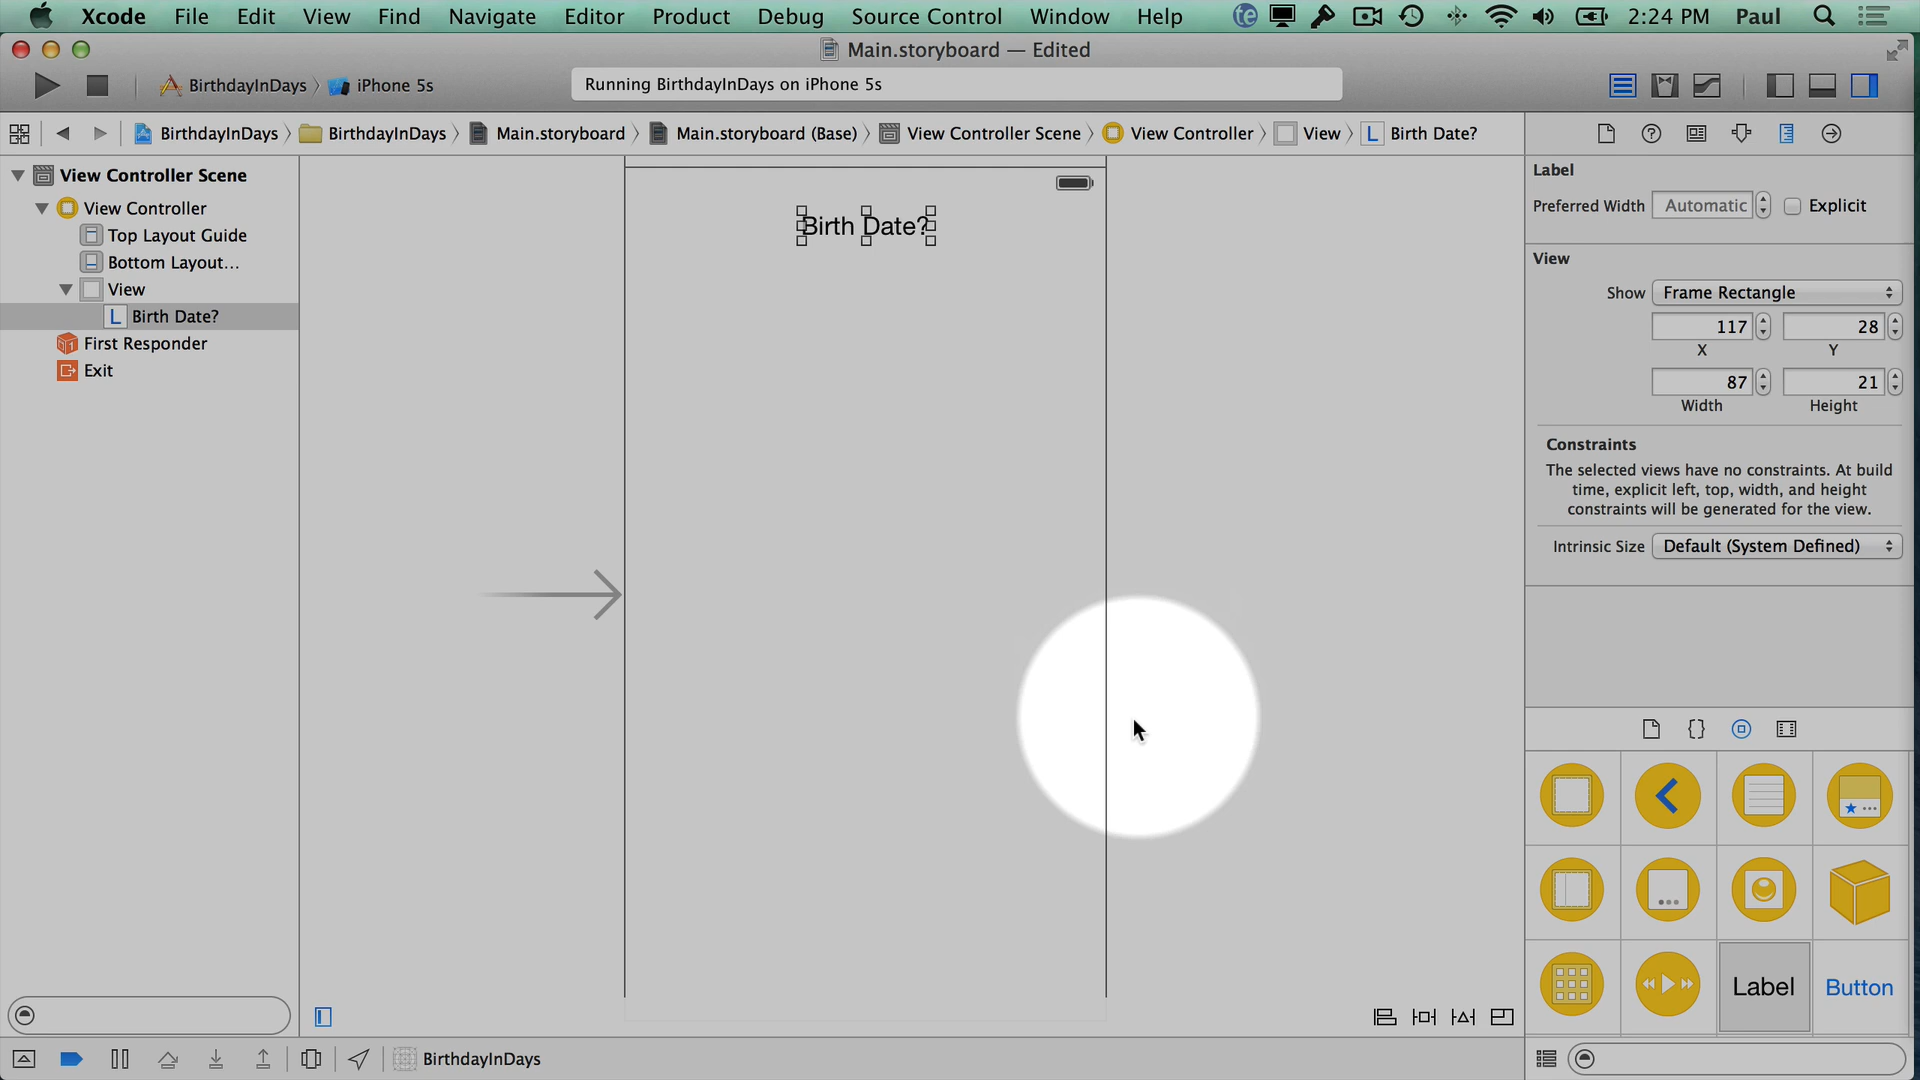 Xcode File Edit View Find Navigate Editor Product Debug Source Control Window Help te 2:24 PM Paul
Main.storyboard — Edited
BirthdayInDays iPhone 5s
Running BirthdayInDays on iPhone 5s
BirthdayInDays BirthdayInDays Main.storyboard Main.storyboard (Base) View Controller Scene View Controller View L Birth Date?
View Controller Scene
View Controller
Top Layout Guide
Bottom Layout...
View
L Birth Date?
First Responder
Exit
Birth Date?
Label
Preferred Width Automatic Explicit
View
Show Frame Rectangle
117 28
X Y
87 21
Width Height
Constraints
The selected views have no constraints. At build
time, explicit left, top, width, and height
constraints will be generated for the view.
Intrinsic Size Default (System Defined)
Label Button
BirthdayInDays